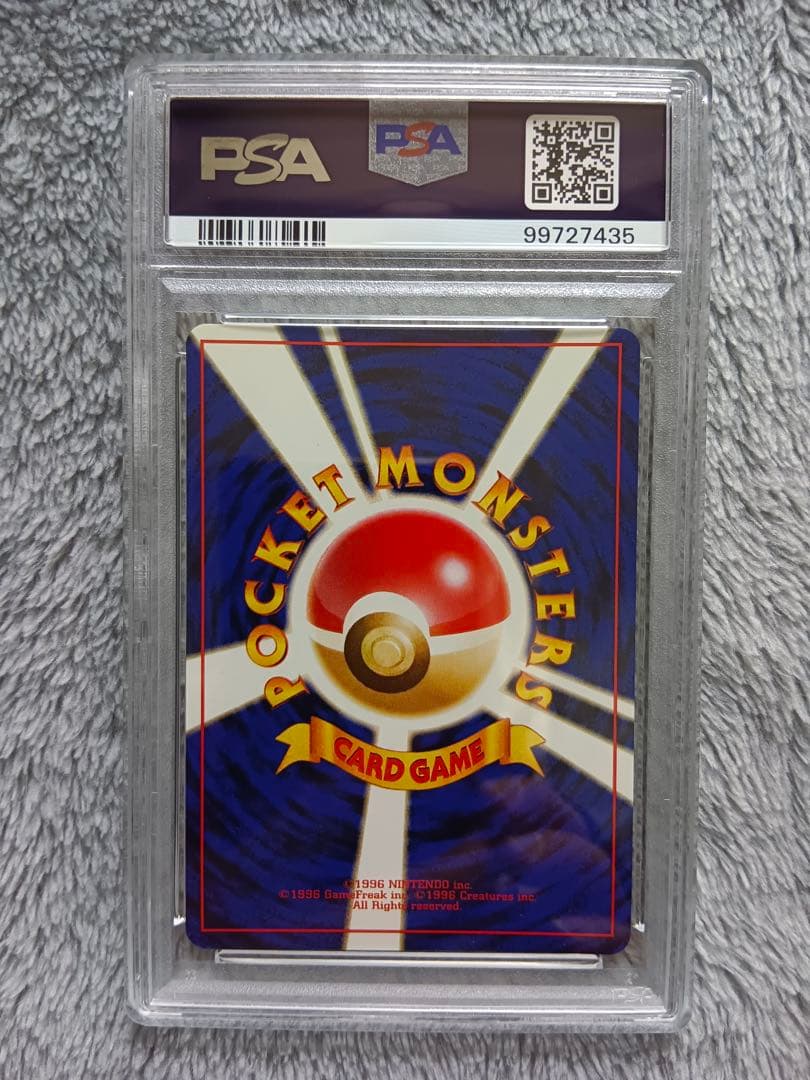 PSA
PSA
99727435
POCKET MONSTERS
CARD GAME
©1996 NINTENDO inc.
©1996 GameFreak inc. ©1996 Creatures inc.
All Rights reserved.